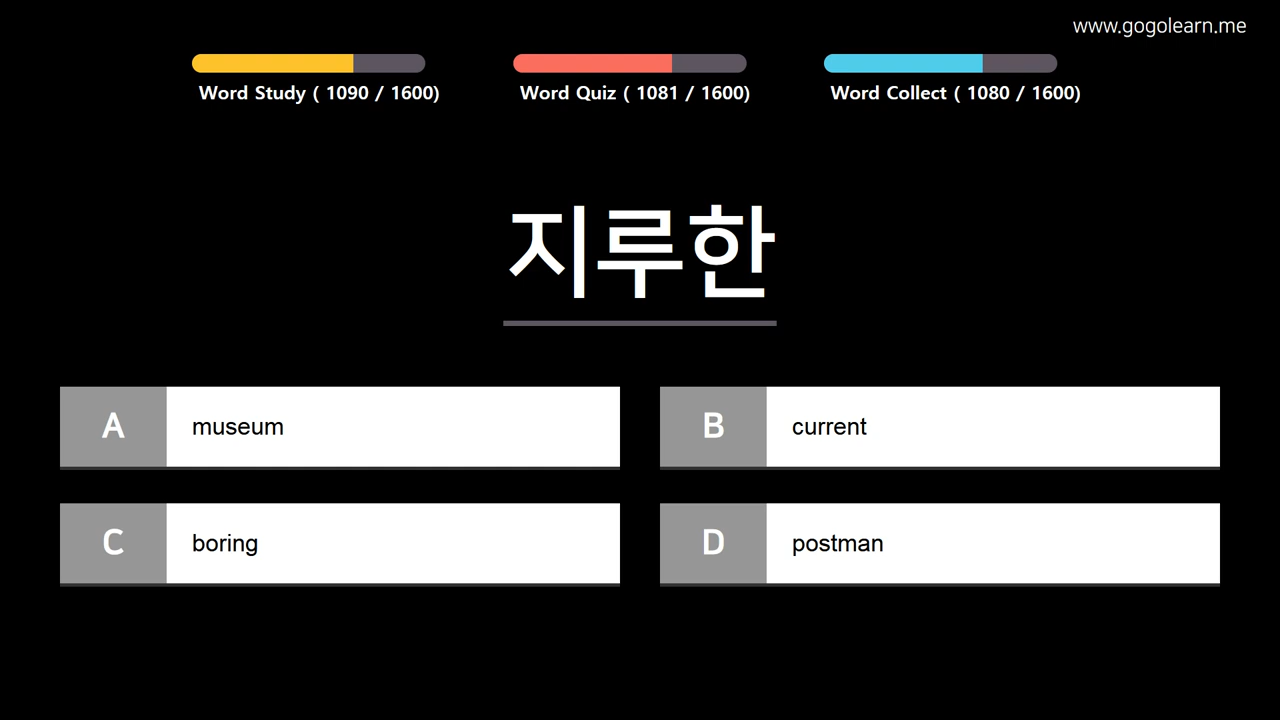 www.gogolearn.me
Word Study ( 1090 / 1600)
Word Quiz ( 1081 / 1600)
Word Collect ( 1080 / 1600)
지루한
A museum
B current
C boring
D postman